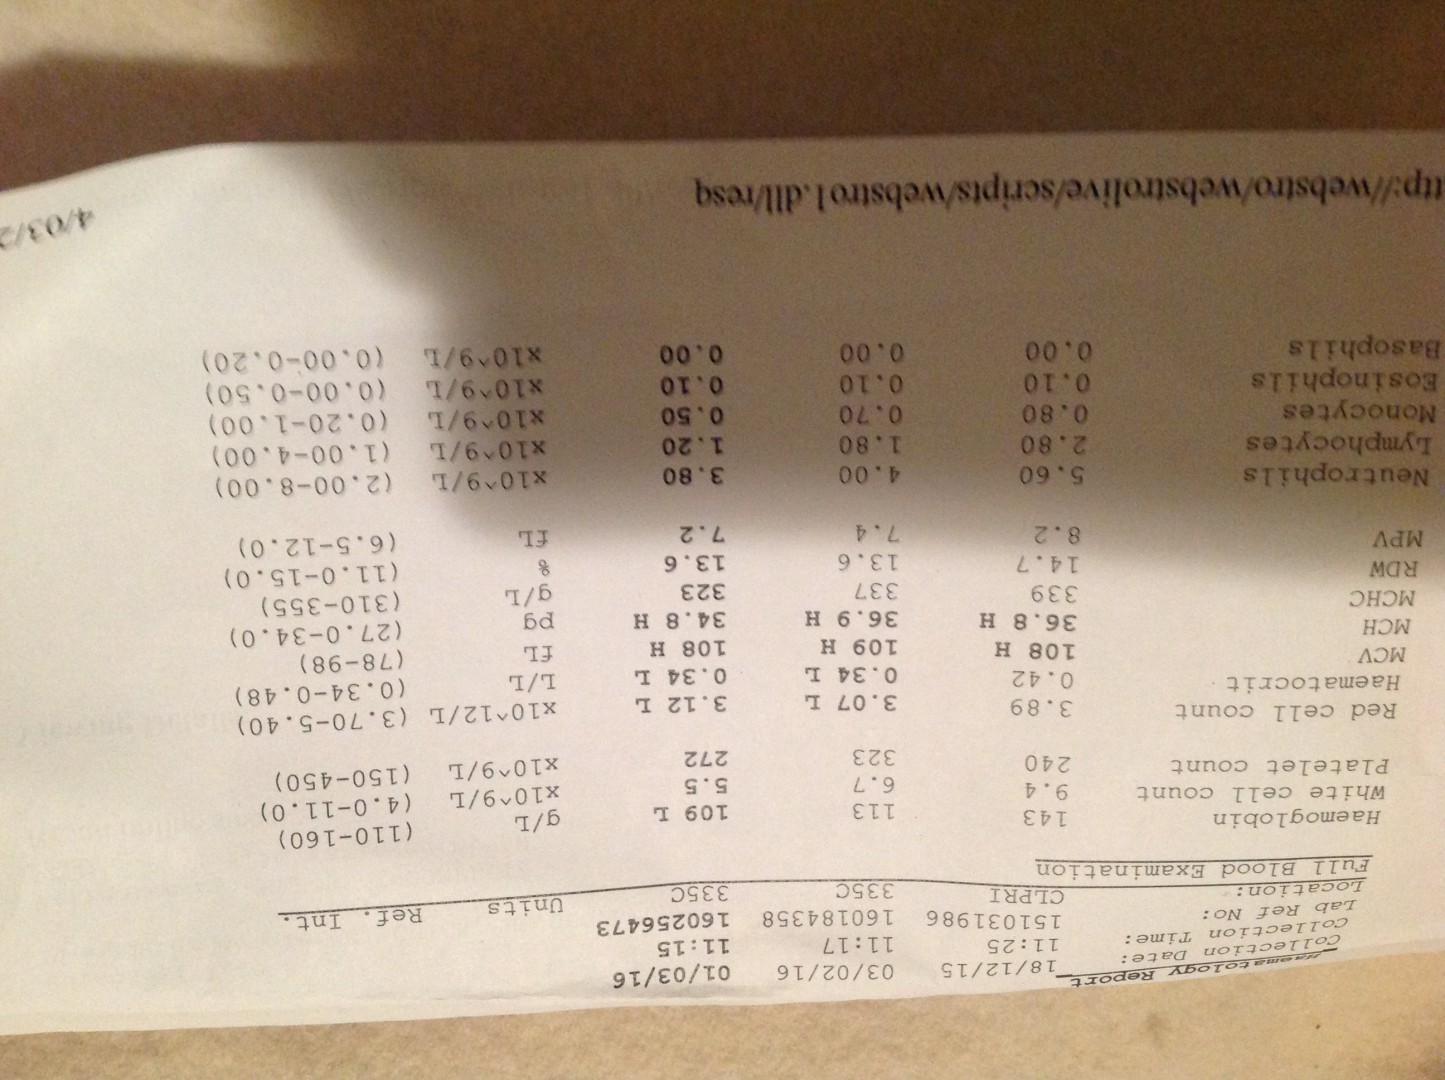 Haematology Report
Collection Date: 18/12/15 03/02/16 01/03/16
Collection Time: 11:25 11:17 11:15
Lab Ref No: 151031986 160184358 160256473
Location: CLPRI 335C 335C Units Ref. Int.
Full Blood Examination
Haemoglobin 143 113 109 L g/L (110-160)
White cell count 9.4 6.7 5.5 x10^9/L (4.0-11.0)
Platelet count 240 323 272 x10^9/L (150-450)
Red cell count 3.89 3.07 L 3.12 L x10^12/L (3.70-5.40)
Haematocrit 0.42 0.34 L 0.34 L L/L (0.34-0.48)
MCV 108 H 109 H 108 H fL (78-98)
MCH 36.8 H 36.9 H 34.8 H pg (27.0-34.0)
MCHC 339 337 323 g/L (310-355)
RDW 14.7 13.6 13.6 % (11.0-15.0)
MPV 8.2 7.4 7.2 fL (6.5-12.0)
Neutrophils 5.60 4.00 3.80 x10^9/L (2.00-8.00)
Lymphocytes 2.80 1.80 1.20 x10^9/L (1.00-4.00)
Monocytes 0.80 0.70 0.50 x10^9/L (0.20-1.00)
Eosinophils 0.10 0.10 0.10 x10^9/L (0.00-0.50)
Basophils 0.00 0.00 0.00 x10^9/L (0.00-0.20)
ttp://webstro/webstrolive/scripts/webstro1.dll/resq 4/03/2